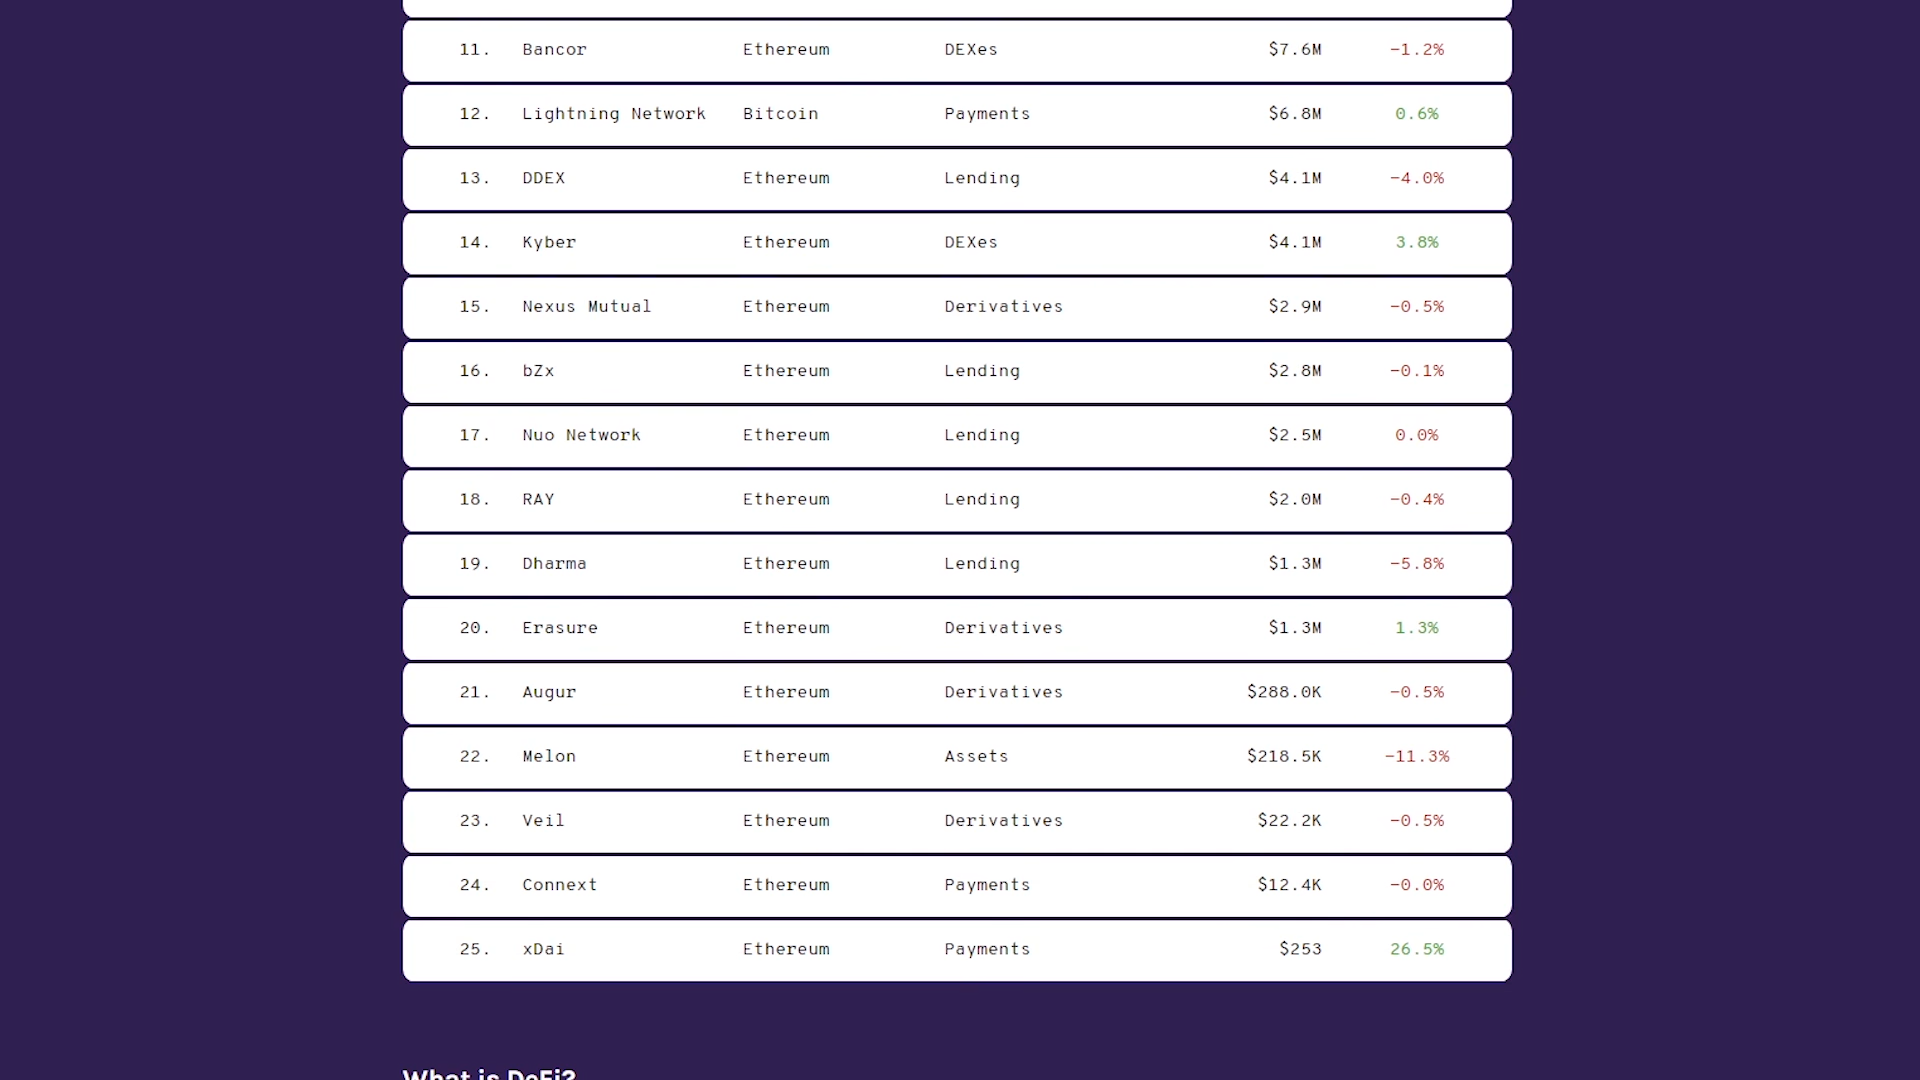 11. Bancor Ethereum DEXes $7.6M -1.2%
12. Lightning Network Bitcoin Payments $6.8M 0.6%
13. DDEX Ethereum Lending $4.1M -4.0%
14. Kyber Ethereum DEXes $4.1M 3.8%
15. Nexus Mutual Ethereum Derivatives $2.9M -0.5%
16. bZx Ethereum Lending $2.8M -0.1%
17. Nuo Network Ethereum Lending $2.5M 0.0%
18. RAY Ethereum Lending $2.0M -0.4%
19. Dharma Ethereum Lending $1.3M -5.8%
20. Erasure Ethereum Derivatives $1.3M 1.3%
21. Augur Ethereum Derivatives $288.0K -0.5%
22. Melon Ethereum Assets $218.5K -11.3%
23. Veil Ethereum Derivatives $22.2K -0.5%
24. Connext Ethereum Payments $12.4K -0.0%
25. xDai Ethereum Payments $253 26.5%
What is DeFi?